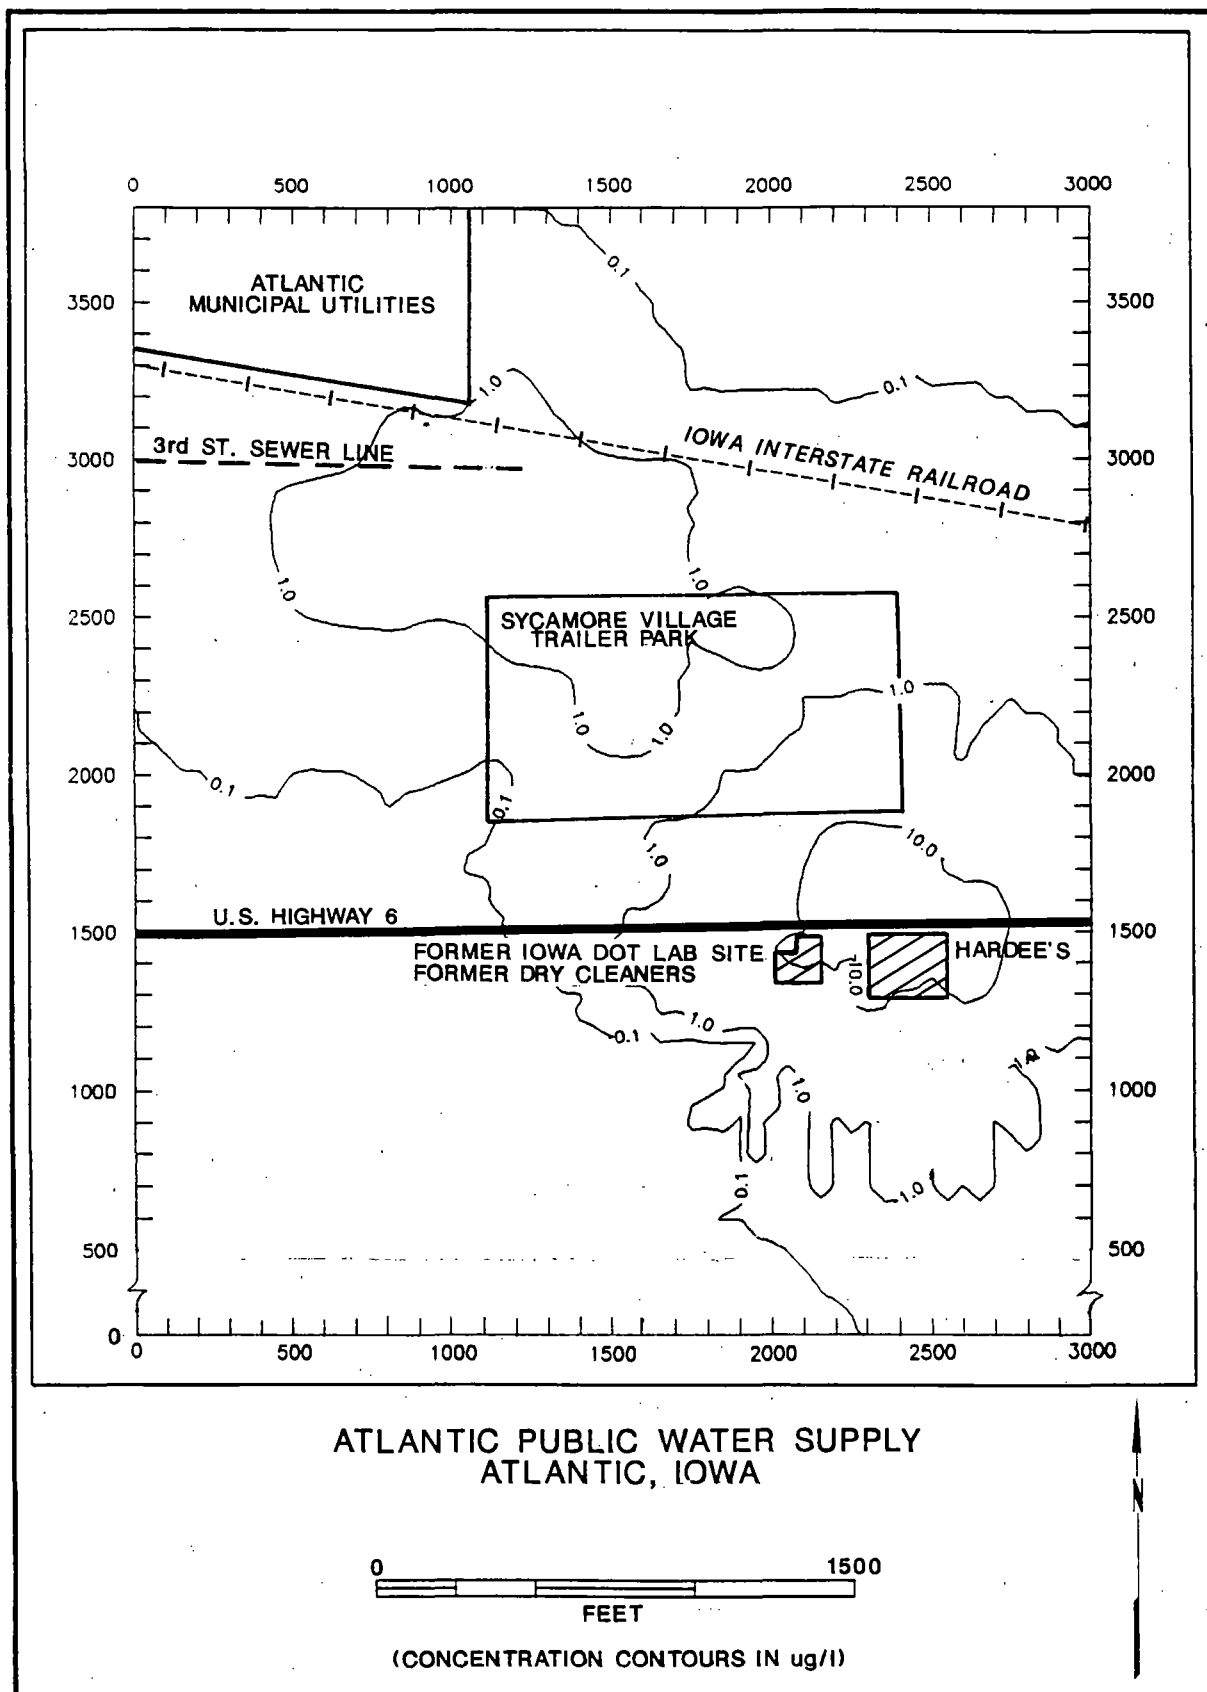 0 500 1000 1500 2000 2500 3000
ATLANTIC
MUNICIPAL UTILITIES
0.1
3500
3500
0.1
1.0
3rd ST. SEWER LINE
IOWA INTERSTATE RAILROAD
3000
3000
1.0
1.0
2500
SYCAMORE VILLAGE
TRAILER PARK
2500
1.0
1.0
1.0
2000
0.1
0.1
2000
1.0
10.0
U.S. HIGHWAY 6
1500
1500
FORMER IOWA DOT LAB SITE
FORMER DRY CLEANERS
10.0
HARDEE'S
1.0
0.1
1.0
1000
1.0
1000
0.1
1.0
500
500
0
0 500 1000 1500 2000 2500 3000
ATLANTIC PUBLIC WATER SUPPLY
ATLANTIC, IOWA
N
0 1500
FEET
(CONCENTRATION CONTOURS IN ug/l)